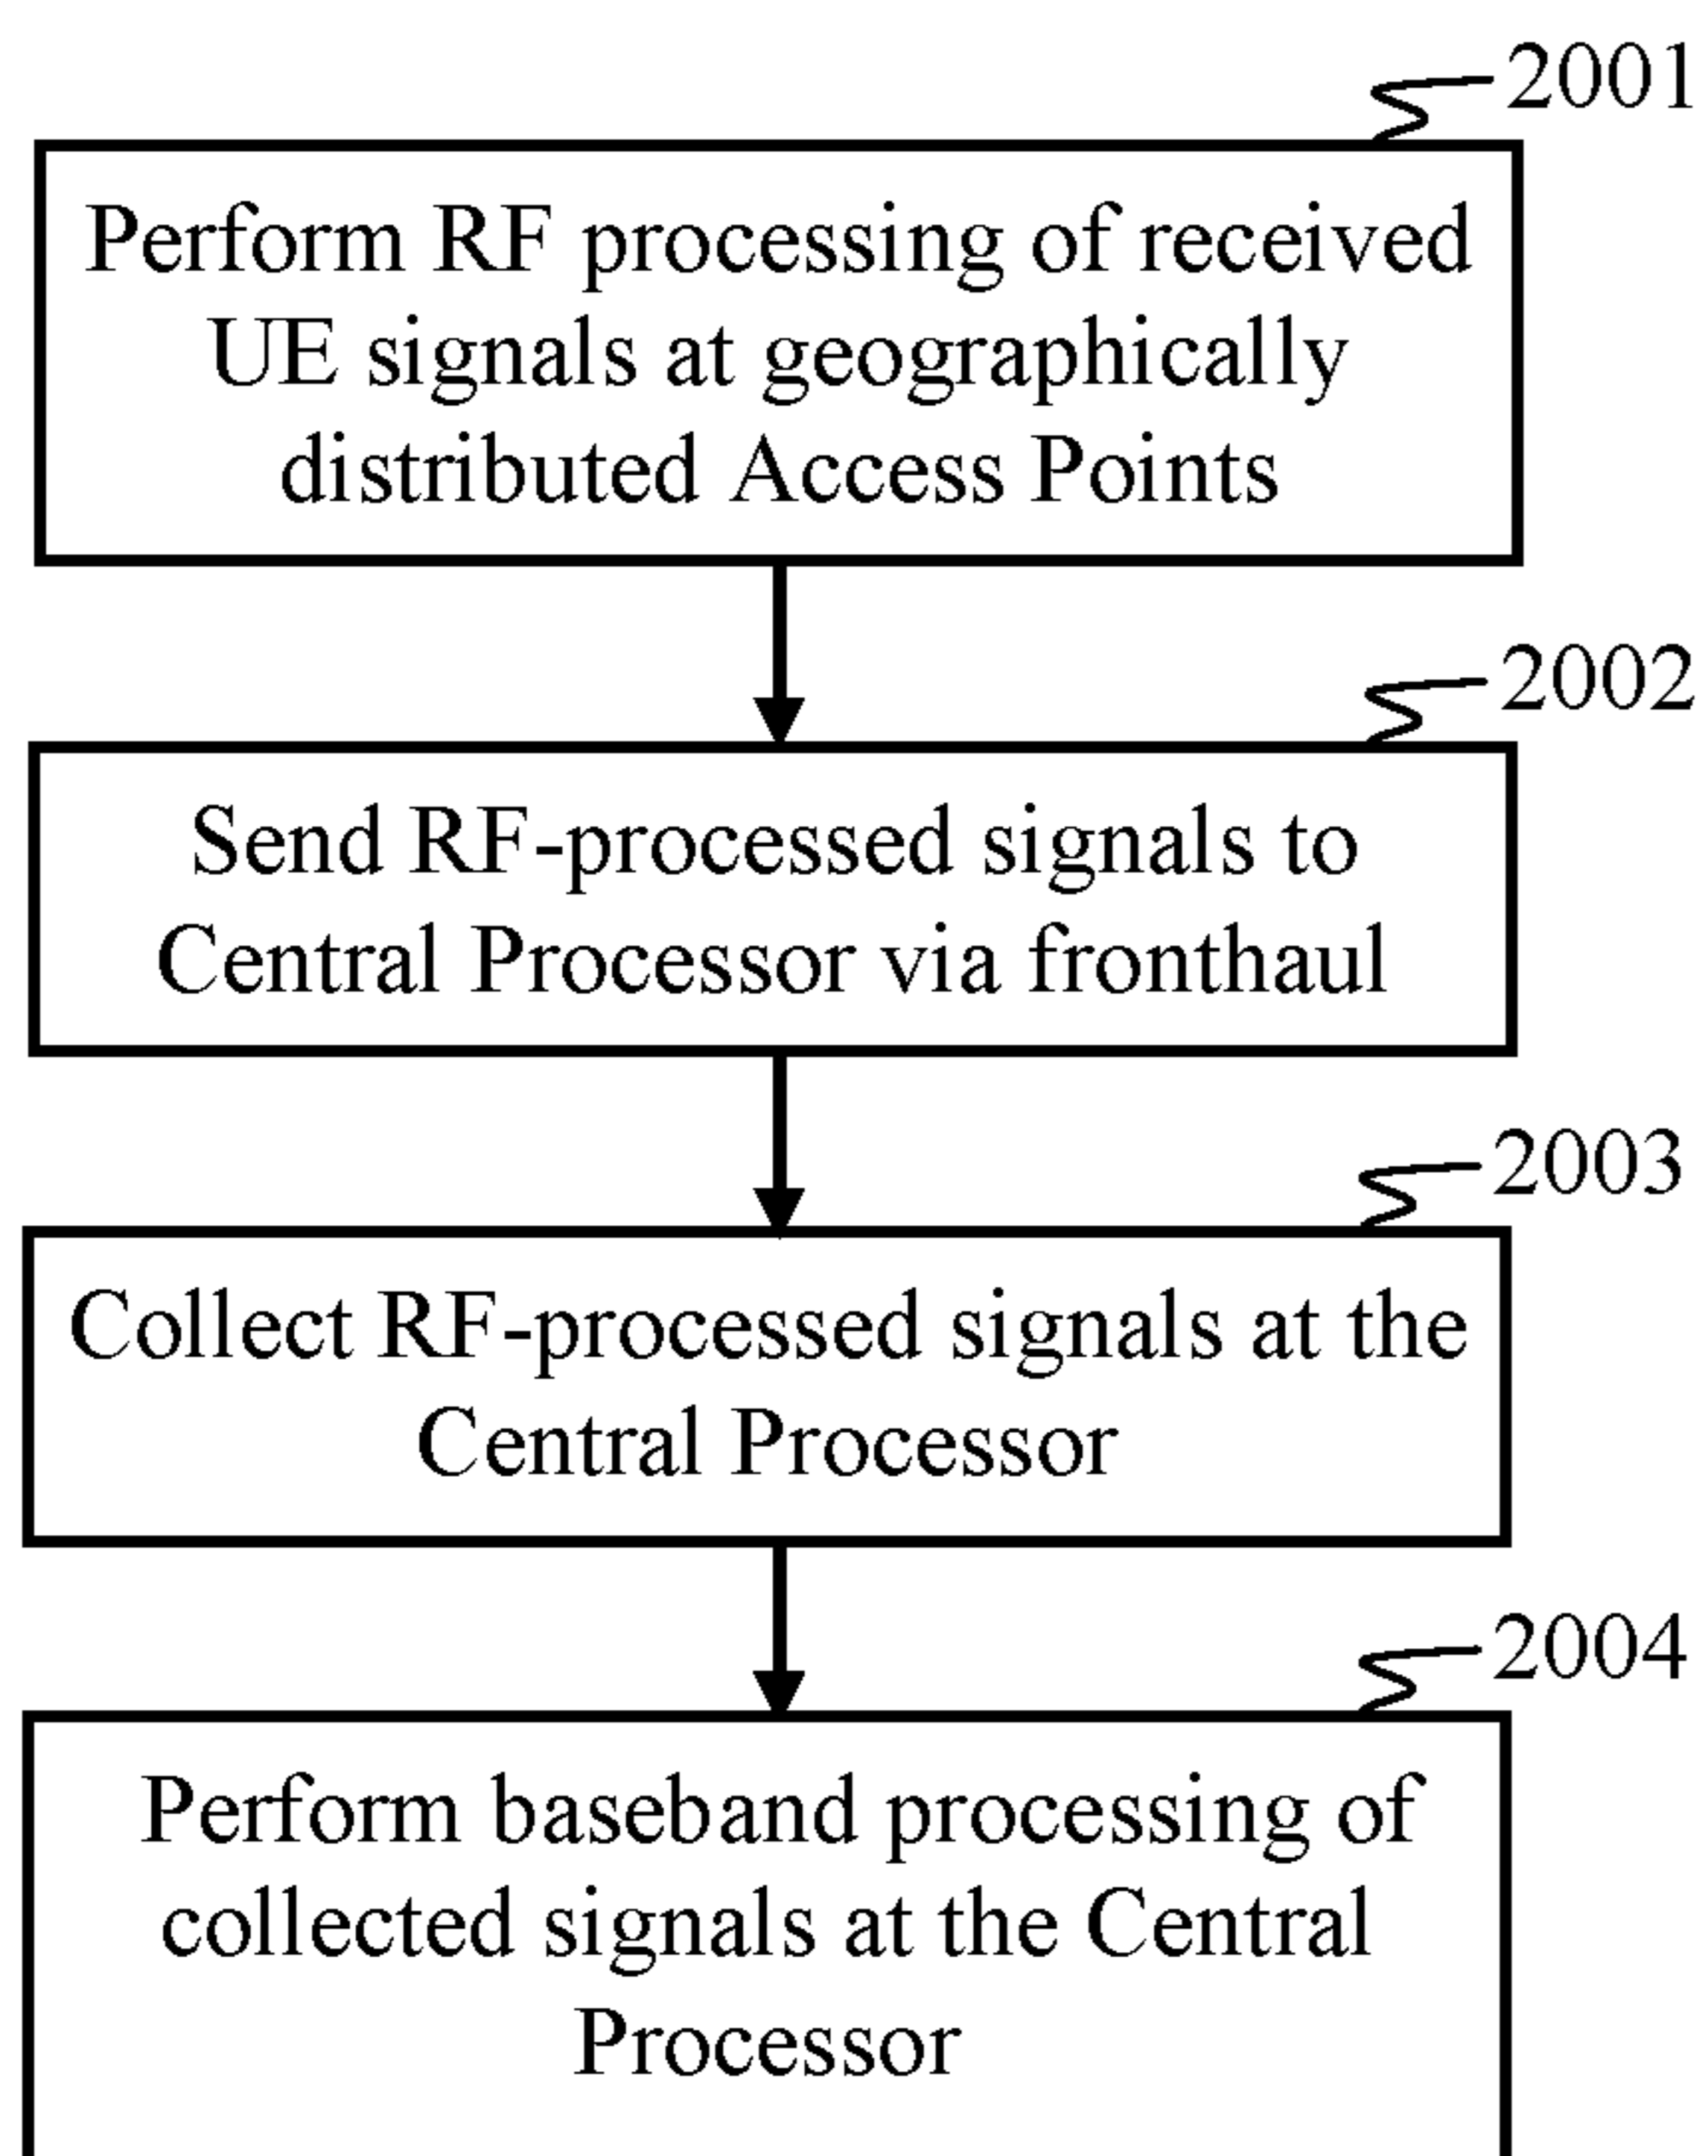 2001
Perform RF processing of received
UE signals at geographically
distributed Access Points
2002
Send RF-processed signals to
Central Processor via fronthaul
2003
Collect RF-processed signals at the
Central Processor
2004
Perform baseband processing of
collected signals at the Central
Processor